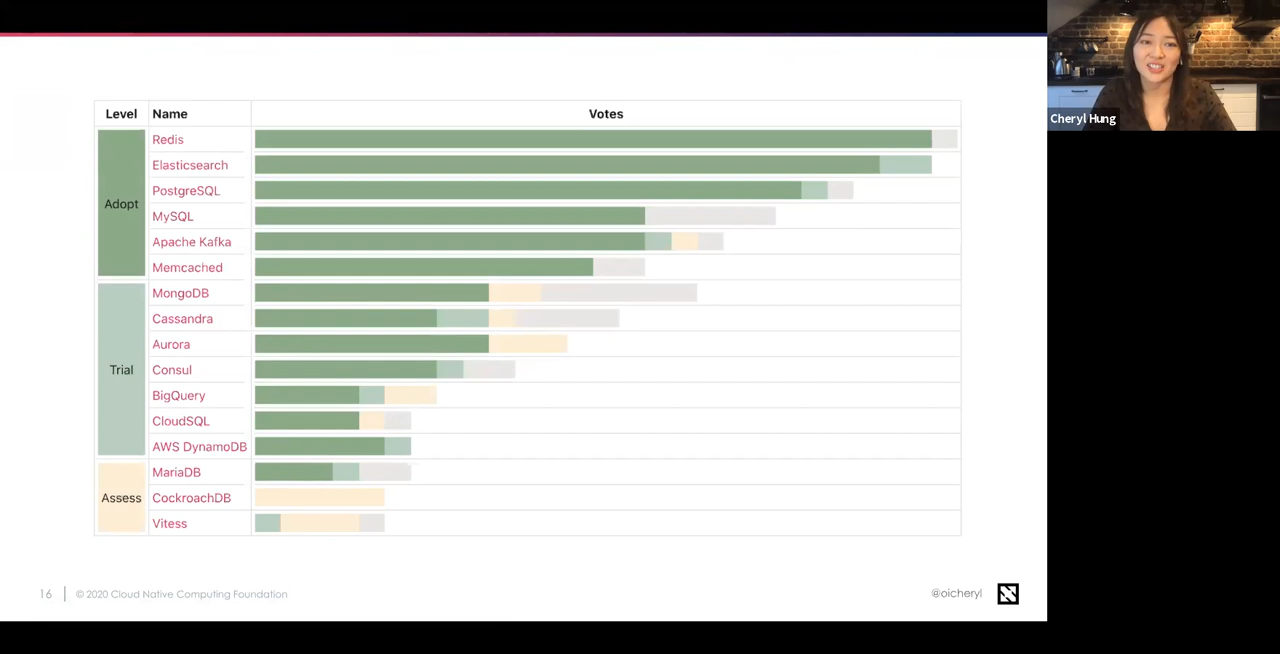 Level Name Votes
Adopt
Redis
Elasticsearch
PostgreSQL
MySQL
Apache Kafka
Memcached
Trial
MongoDB
Cassandra
Aurora
Consul
BigQuery
CloudSQL
AWS DynamoDB
Assess
MariaDB
CockroachDB
Vitess
16 | © 2020 Cloud Native Computing Foundation
@oicheryl
Cheryl Hung